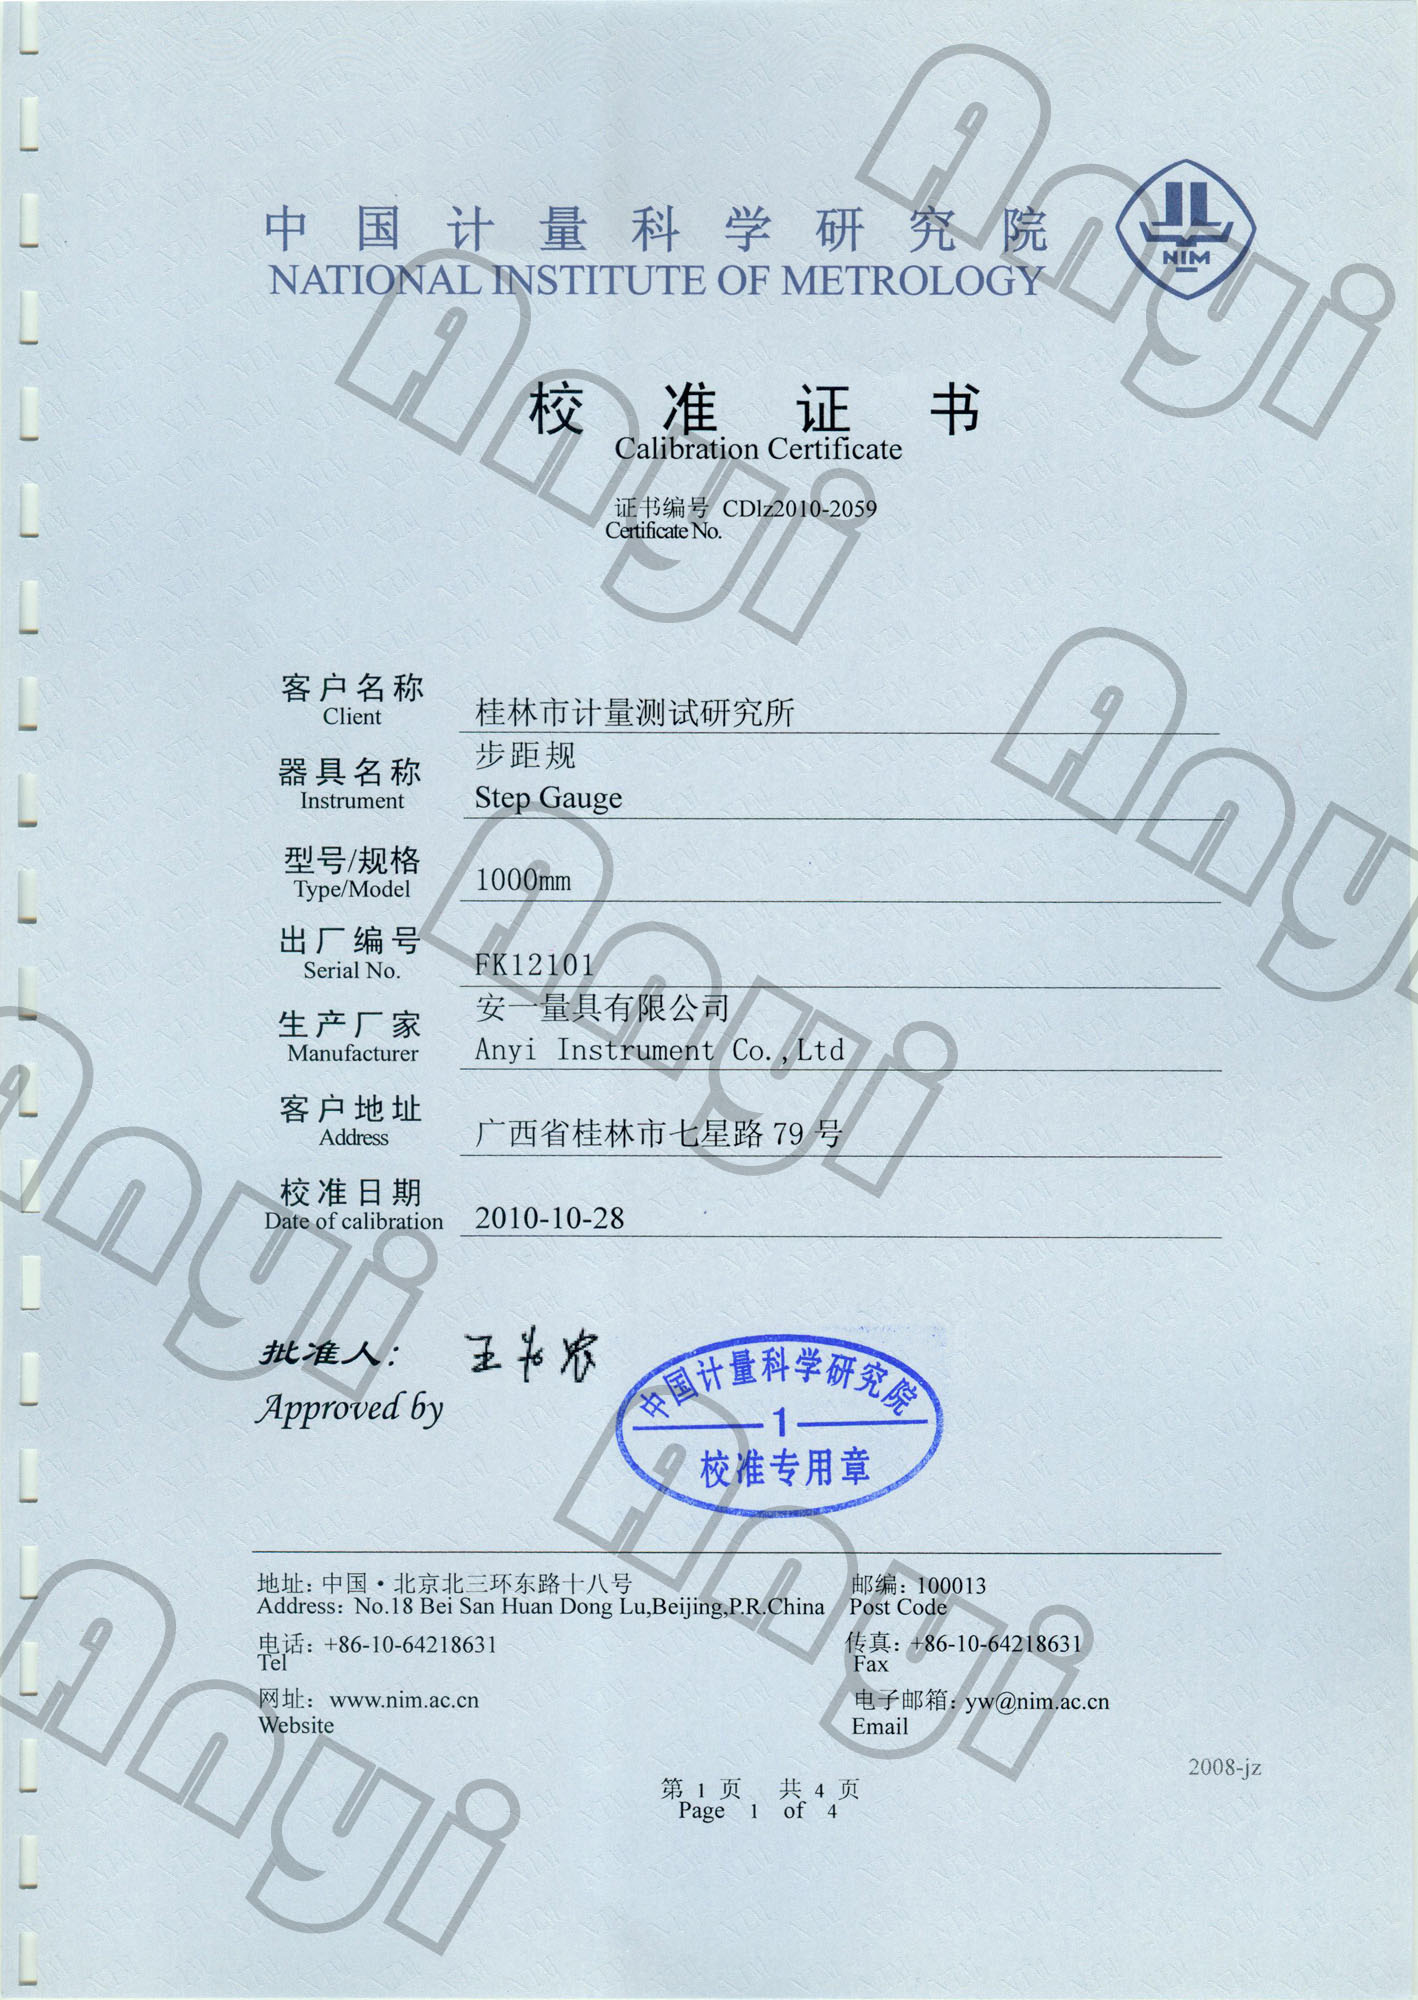 中国计量科学研究院
NATIONAL INSTITUTE OF METROLOGY
NIM
校准证书
Calibration Certificate
证书编号 CDlz2010-2059
Certificate No.
客户名称
Client
桂林市计量测试研究所
器具名称
Instrument
步距规
Step Gauge
型号/规格
Type/Model
1000mm
出厂编号
Serial No.
FK12101
生产厂家
Manufacturer
安一量具有限公司
Anyi Instrument Co.,Ltd
客户地址
Address
广西省桂林市七星路 79 号
校准日期
Date of calibration
2010-10-28
批准人：
Approved by
中国计量科学研究院
1
校准专用章
地址: 中国·北京北三环东路十八号 邮编: 100013
Address: No.18 Bei San Huan Dong Lu,Beijing,P.R.China Post Code
电话: +86-10-64218631 传真: +86-10-64218631
Tel Fax
网址: www.nim.ac.cn 电子邮箱: yw@nim.ac.cn
Website Email
2008-jz
第 1 页 共 4 页
Page 1 of 4
Anyi
Anyi
Anyi
Anyi
Anyi
Anyi
Anyi